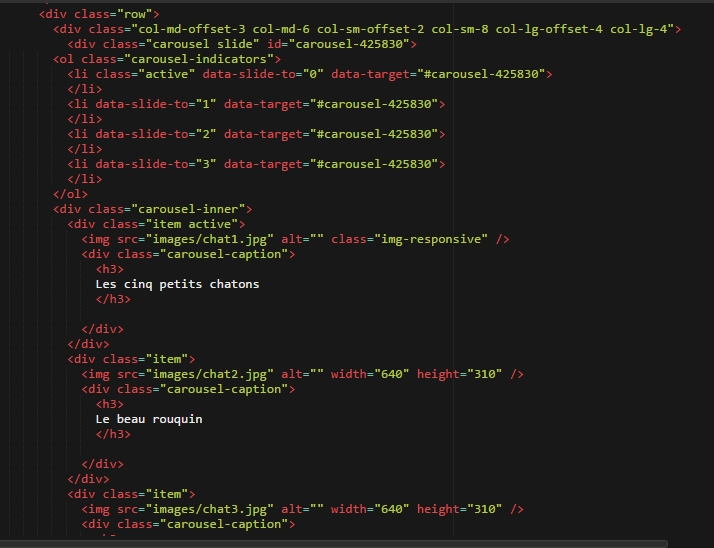 <div class="row">
<div class="col-md-offset-3 col-md-6 col-sm-offset-2 col-sm-8 col-lg-offset-4 col-lg-4">
<div class="carousel slide" id="carousel-425830">
<ol class="carousel-indicators">
<li class="active" data-slide-to="0" data-target="#carousel-425830">
</li>
<li data-slide-to="1" data-target="#carousel-425830">
</li>
<li data-slide-to="2" data-target="#carousel-425830">
</li>
<li data-slide-to="3" data-target="#carousel-425830">
</li>
</ol>
<div class="carousel-inner">
<div class="item active">
<img src="images/chat1.jpg" alt="" class="img-responsive" />
<div class="carousel-caption">
<h3>
Les cinq petits chatons
</h3>
</div>
</div>
<div class="item">
<img src="images/chat2.jpg" alt="" width="640" height="310" />
<div class="carousel-caption">
<h3>
Le beau rouquin
</h3>
</div>
</div>
<div class="item">
<img src="images/chat3.jpg" alt="" width="640" height="310" />
<div class="carousel-caption">